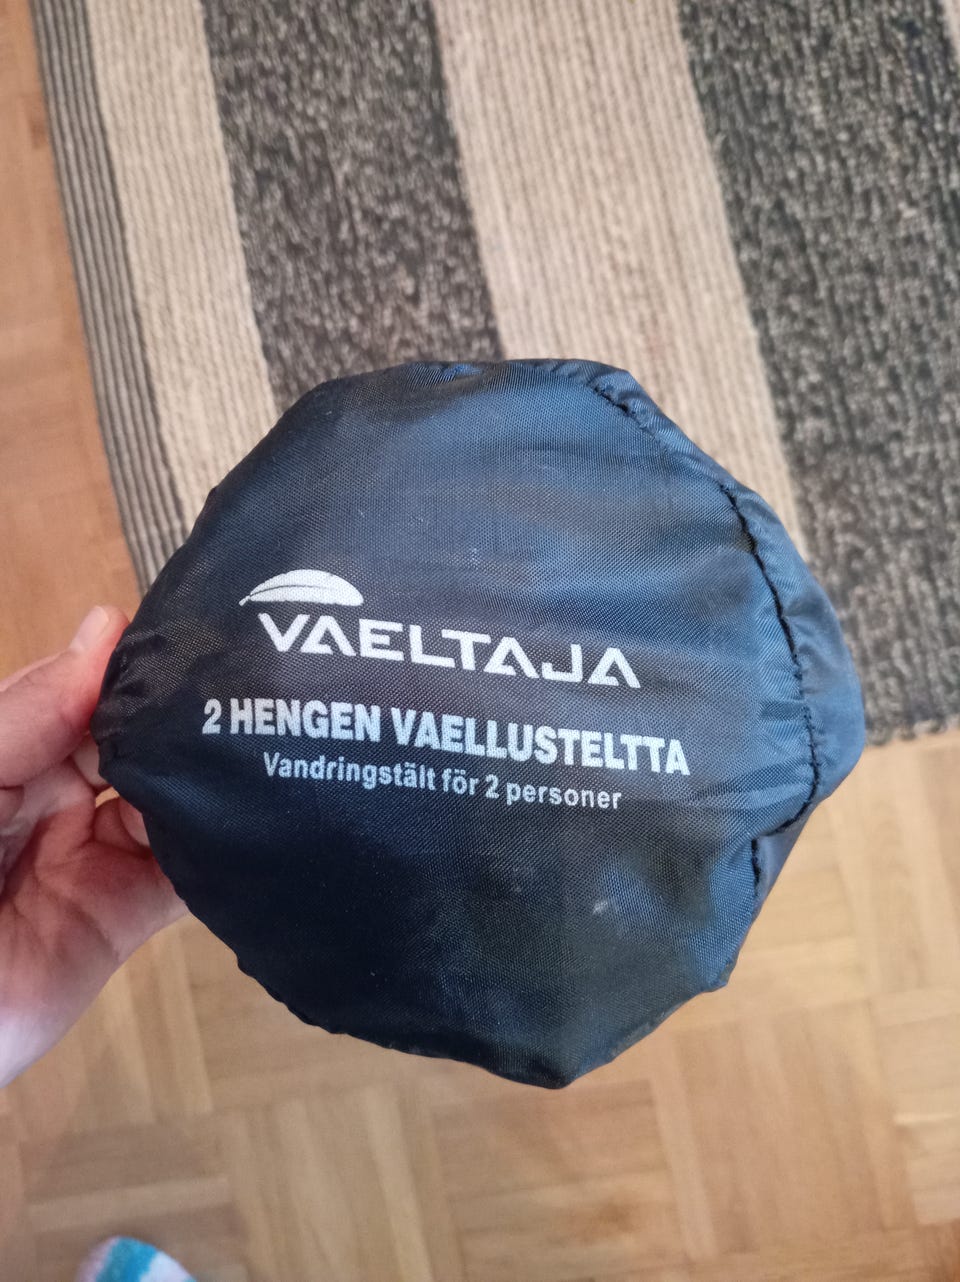 VAELTAJA
2 HENGEN VAELLUSTELTTA
Vandringstält för 2 personer